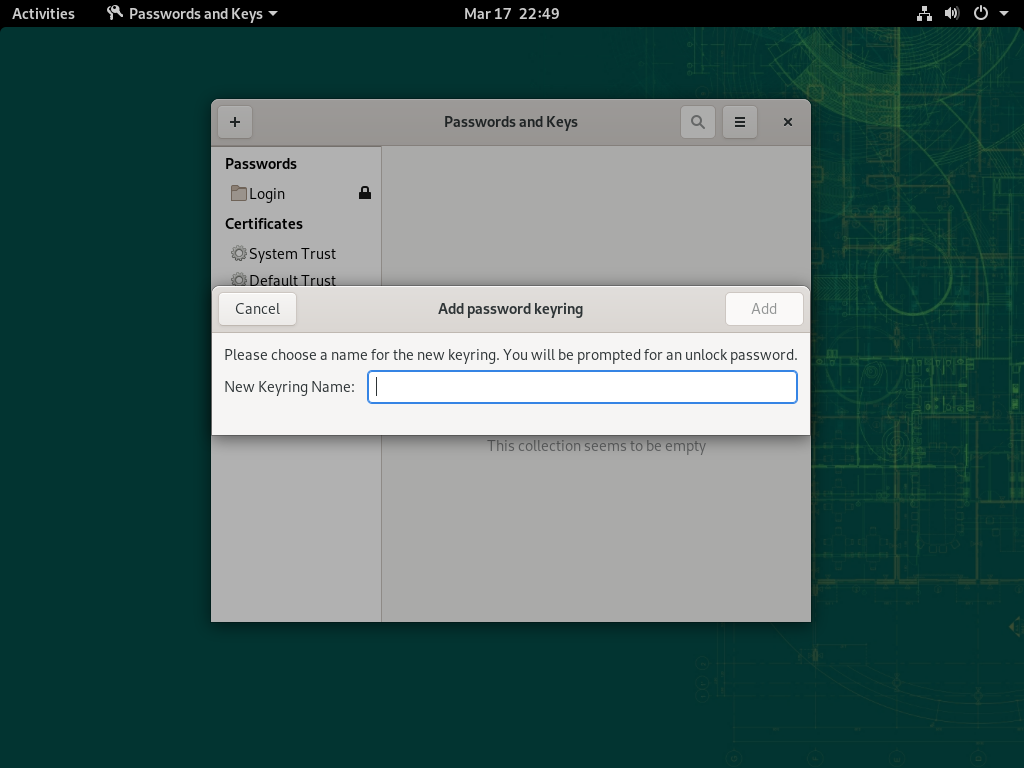 Activities Passwords and Keys Mar 17 22:49
Passwords and Keys
Passwords
Login
Certificates
System Trust
Default Trust
Cancel Add password keyring Add
Please choose a name for the new keyring. You will be prompted for an unlock password.
New Keyring Name:
This collection seems to be empty